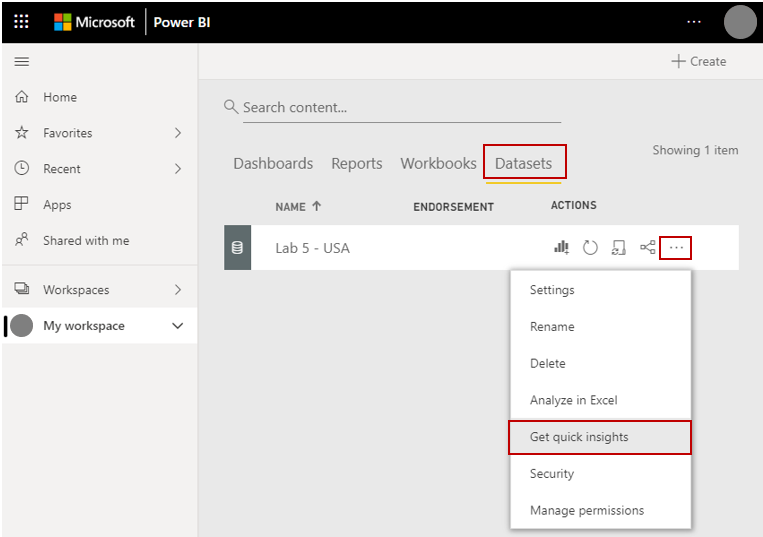 Microsoft Power BI ...
+ Create
Home
Favorites
Recent
Apps
Shared with me
Workspaces
My workspace
Search content...
Showing 1 item
Dashboards Reports Workbooks Datasets
NAME ↑ ENDORSEMENT ACTIONS
Lab 5 - USA ...
Settings
Rename
Delete
Analyze in Excel
Get quick insights
Security
Manage permissions